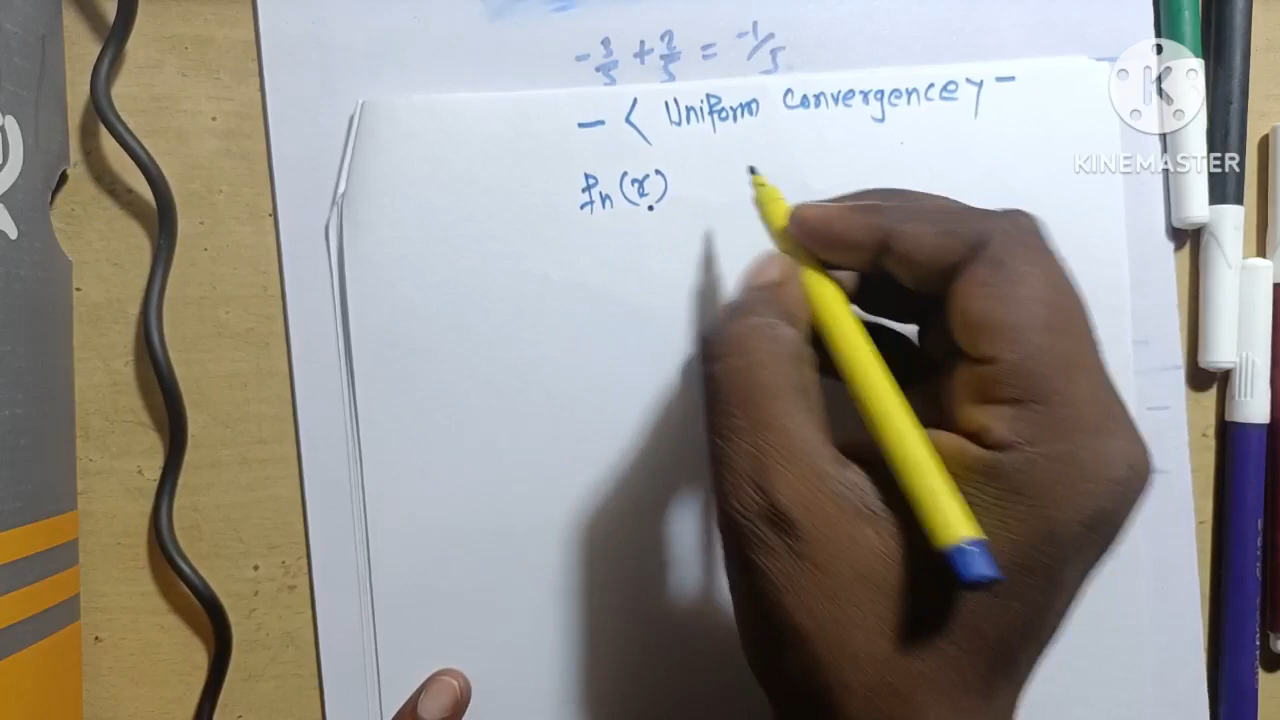 -3/5 + 2/5 = -1/5
- < Uniform convergence > -
fn(x)
KINEMASTER